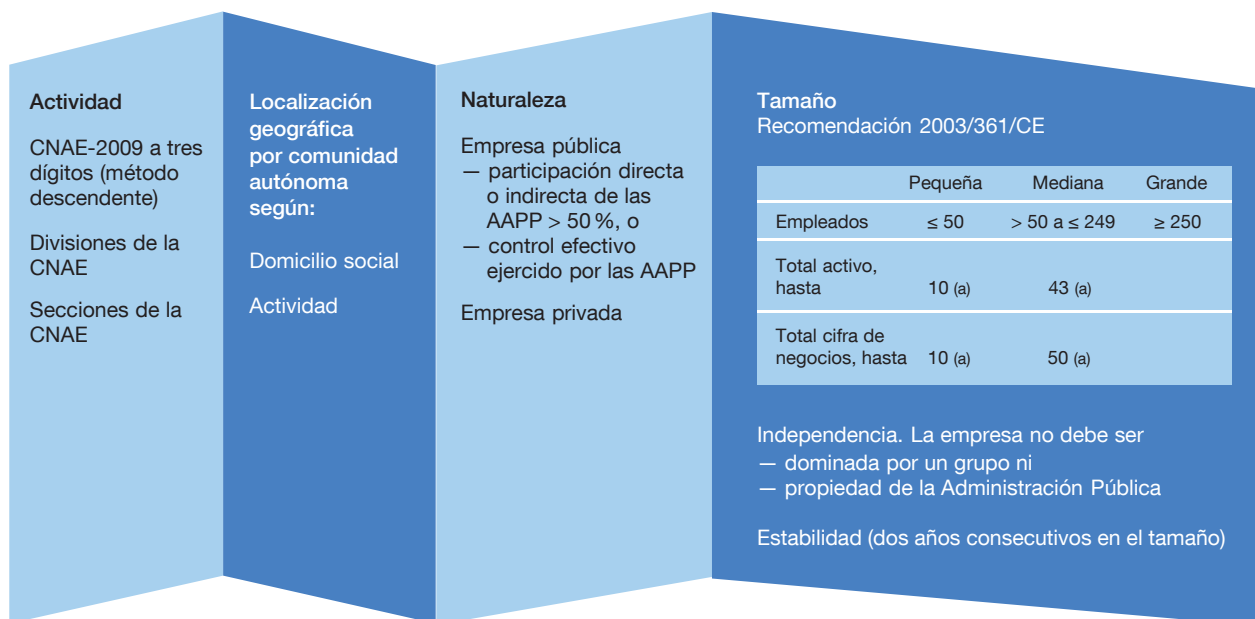 Actividad
CNAE-2009 a tres
dígitos (método
descendente)
Divisiones de la
CNAE
Secciones de la
CNAE
Localización
geográfica
por comunidad
autónoma
según:
Domicilio social
Actividad
Naturaleza
Empresa pública
— participación directa
o indirecta de las
AAPP > 50 %, o
— control efectivo
ejercido por las AAPP
Empresa privada
Tamaño
Recomendación 2003/361/CE
Pequeña Mediana Grande
Empleados ≤ 50 > 50 a ≤ 249 ≥ 250
Total activo,
hasta 10 (a) 43 (a)
Total cifra de
negocios, hasta 10 (a) 50 (a)
Independencia. La empresa no debe ser
— dominada por un grupo ni
— propiedad de la Administración Pública
Estabilidad (dos años consecutivos en el tamaño)